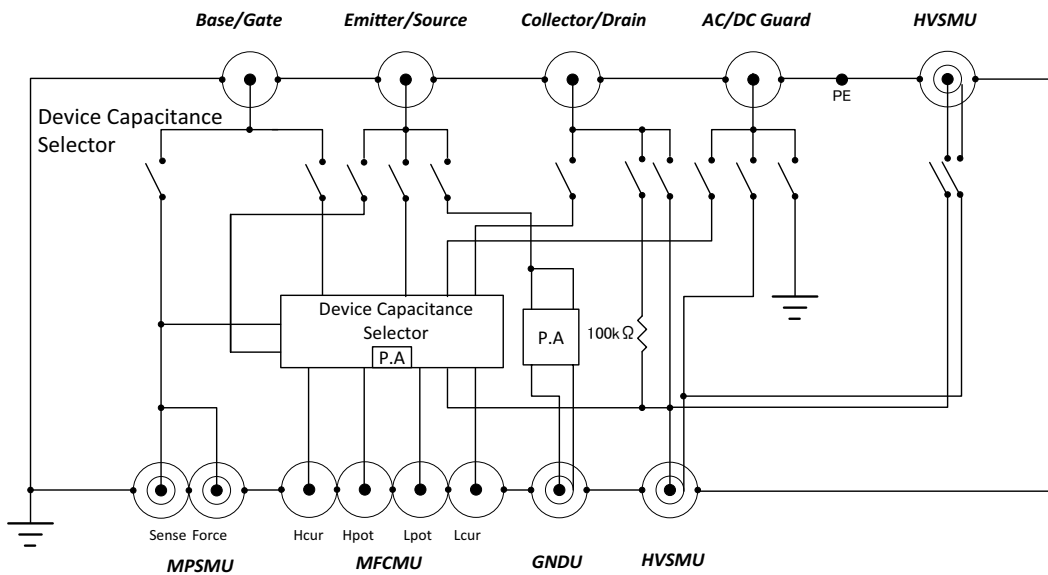 Base/Gate
Emitter/Source
Collector/Drain
AC/DC Guard
HVSMU
PE
Device Capacitance
Selector
Device Capacitance
Selector
P.A
P.A
100kΩ
Sense
Force
Hcur
Hpot
Lpot
Lcur
MPSMU
MFCMU
GNDU
HVSMU